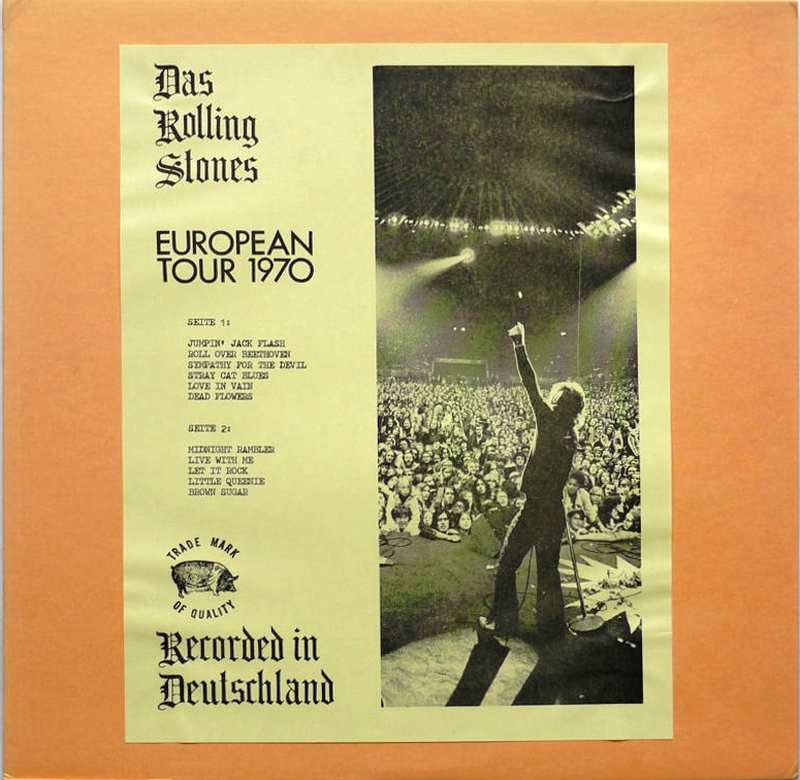 Das
Rolling
Stones
EUROPEAN
TOUR 1970
SEITE 1:
JUMPIN' JACK FLASH
ROLL OVER BEETHOVEN
SYMPATHY FOR THE DEVIL
STRAY CAT BLUES
LOVE IN VAIN
DEAD FLOWERS
SEITE 2:
MIDNIGHT RAMBLER
LIVE WITH ME
LET IT ROCK
LITTLE QUEENIE
BROWN SUGAR
TRADE MARK
OF QUALITY
Recorded in
Deutschland